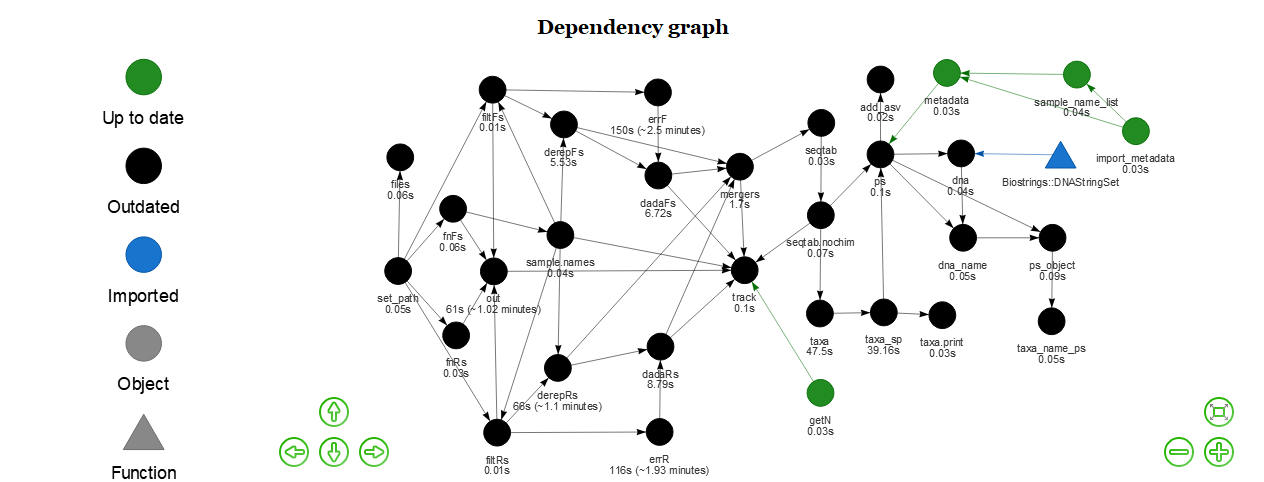 Dependency graph
Up to date
Outdated
Imported
Object
Function
filtFs
0.01s
errF
150s (~2.5 minutes)
derepFs
5.53s
files
0.06s
dadaFs
6.72s
mergers
1.7s
seqtab
0.03s
add_asv
0.02s
metadata
0.03s
sample_name_list
0.04s
import_metadata
0.03s
ps
0.1s
dna
0.04s
Biostrings::DNAStringSet
fnFs
0.06s
sample.names
0.04s
seqtab.nochim
0.07s
dna_name
0.05s
ps_object
0.09s
set_path
0.05s
out
61s (~1.02 minutes)
track
0.1s
fnRs
0.03s
taxa
47.5s
taxa_sp
39.16s
taxa.print
0.03s
taxa_name_ps
0.05s
derepRs
66s (~1.1 minutes)
dadaRs
8.79s
getN
0.03s
filtRs
0.01s
errR
116s (~1.93 minutes)